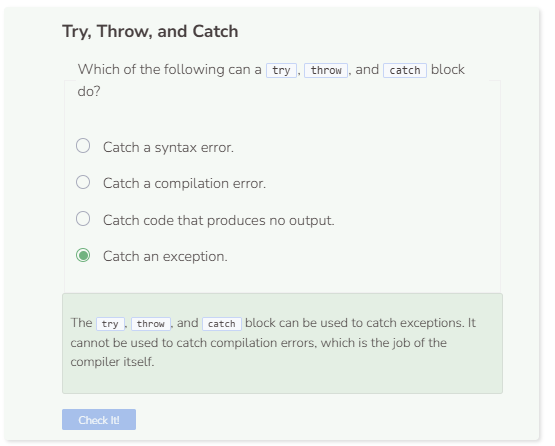 Try, Throw, and Catch
Which of the following can a try, throw, and catch block
do?
Catch a syntax error.
Catch a compilation error.
Catch code that produces no output.
Catch an exception.
The try, throw, and catch block can be used to catch exceptions. It
cannot be used to catch compilation errors, which is the job of the
compiler itself.
Check It!